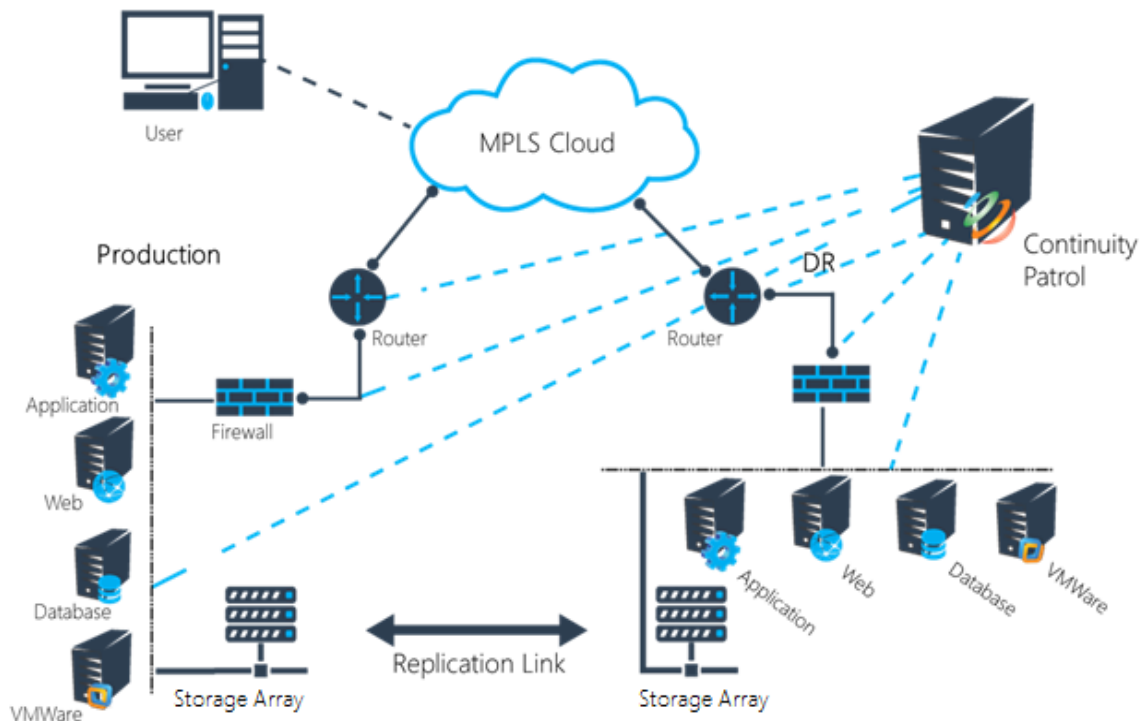 User
MPLS Cloud
Continuity
Patrol
Production
DR
Router
Router
Application
Firewall
Web
Database
VMWare
Storage Array
Replication Link
Application
Web
Database
VMWare
Storage Array